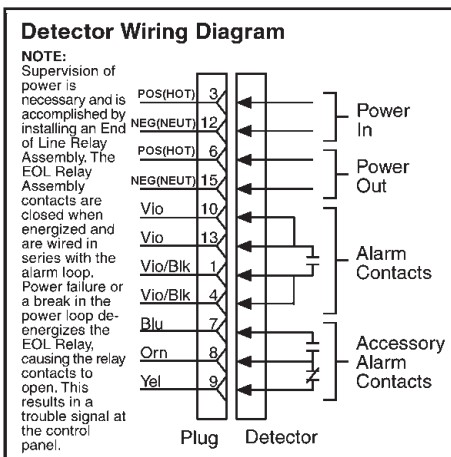 Detector Wiring Diagram
NOTE:
Supervision of
power is
necessary and is
accomplished by
installing an End
of Line Relay
Assembly. The
EOL Relay
Assembly
contacts are
closed when
energized and
are wired in
series with the
alarm loop.
Power failure or
a break in the
power loop de-
energizes the
EOL Relay,
causing the relay
contacts to
open. This
results in a
trouble signal at
the control
panel.
POS(HOT) 3
NEG(NEUT) 12
POS(HOT) 6
NEG(NEUT) 15
Vio 10
Vio 13
Vio/Blk 1
Vio/Blk 4
Blu 7
Orn 8
Yel 9
Plug
Detector
Power
In
Power
Out
Alarm
Contacts
Accessory
Alarm
Contacts